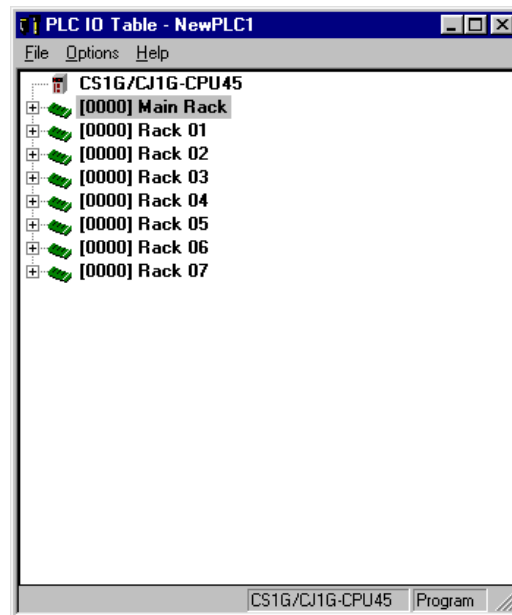 PLC IO Table - NewPLC1
File Options Help
CS1G/CJ1G-CPU45
[0000] Main Rack
[0000] Rack 01
[0000] Rack 02
[0000] Rack 03
[0000] Rack 04
[0000] Rack 05
[0000] Rack 06
[0000] Rack 07
CS1G/CJ1G-CPU45 Program